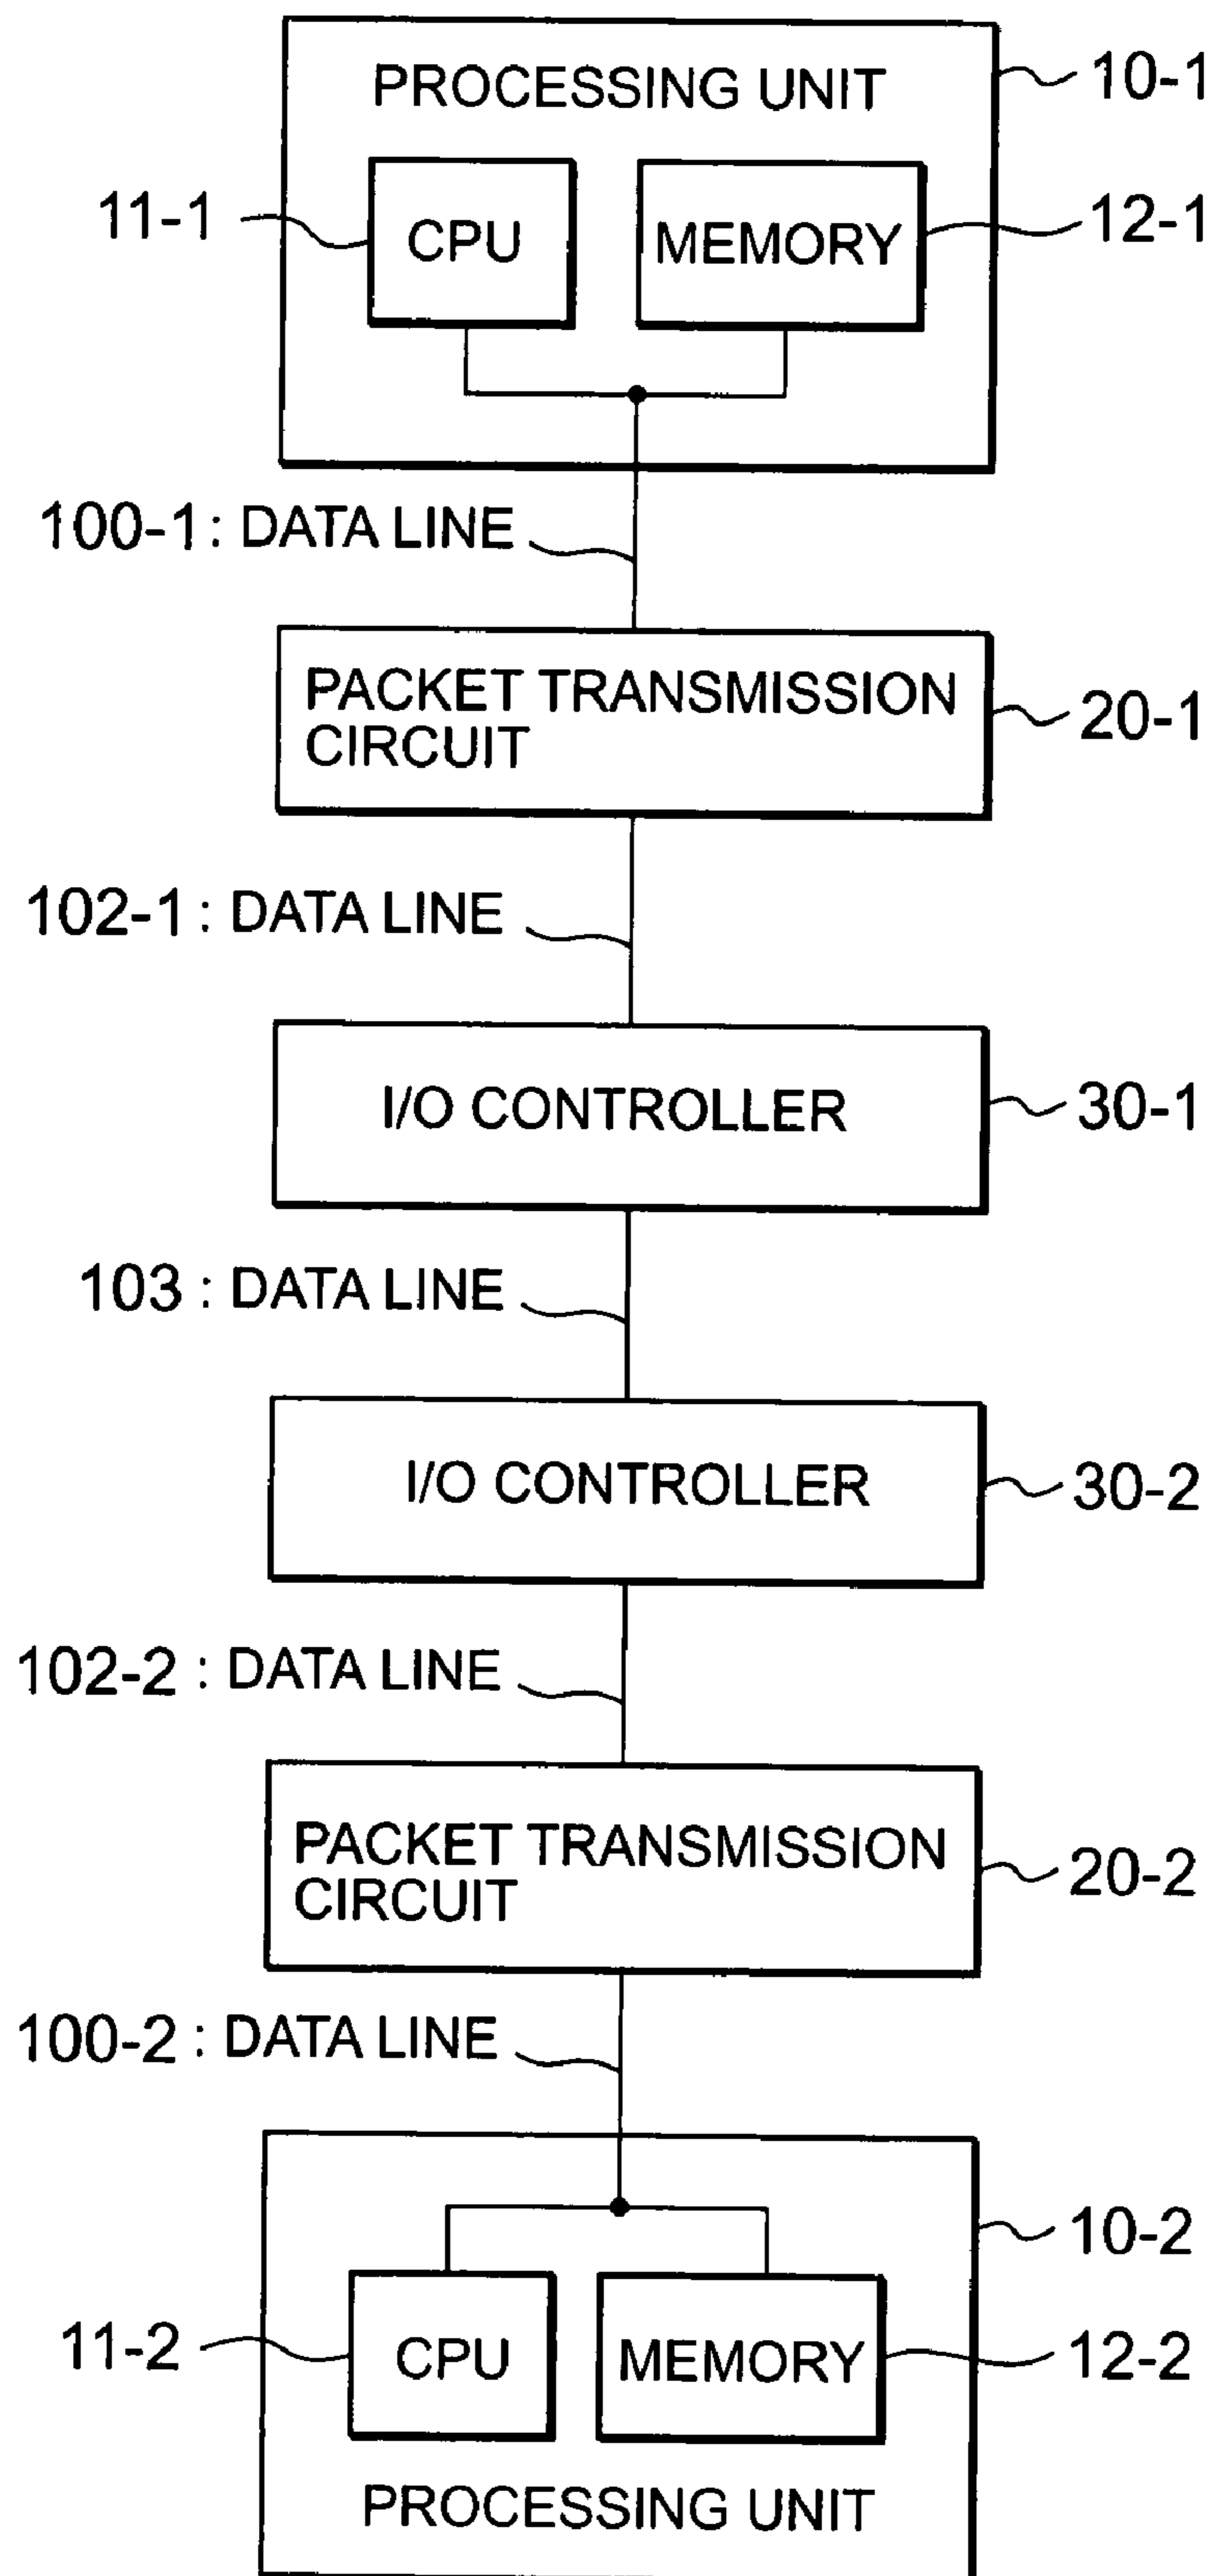 PROCESSING UNIT
10-1
11-1
CPU
MEMORY
12-1
100-1 : DATA LINE
PACKET TRANSMISSION
CIRCUIT
20-1
102-1 : DATA LINE
I/O CONTROLLER
30-1
103 : DATA LINE
I/O CONTROLLER
30-2
102-2 : DATA LINE
PACKET TRANSMISSION
CIRCUIT
20-2
100-2 : DATA LINE
10-2
11-2
CPU
MEMORY
12-2
PROCESSING UNIT